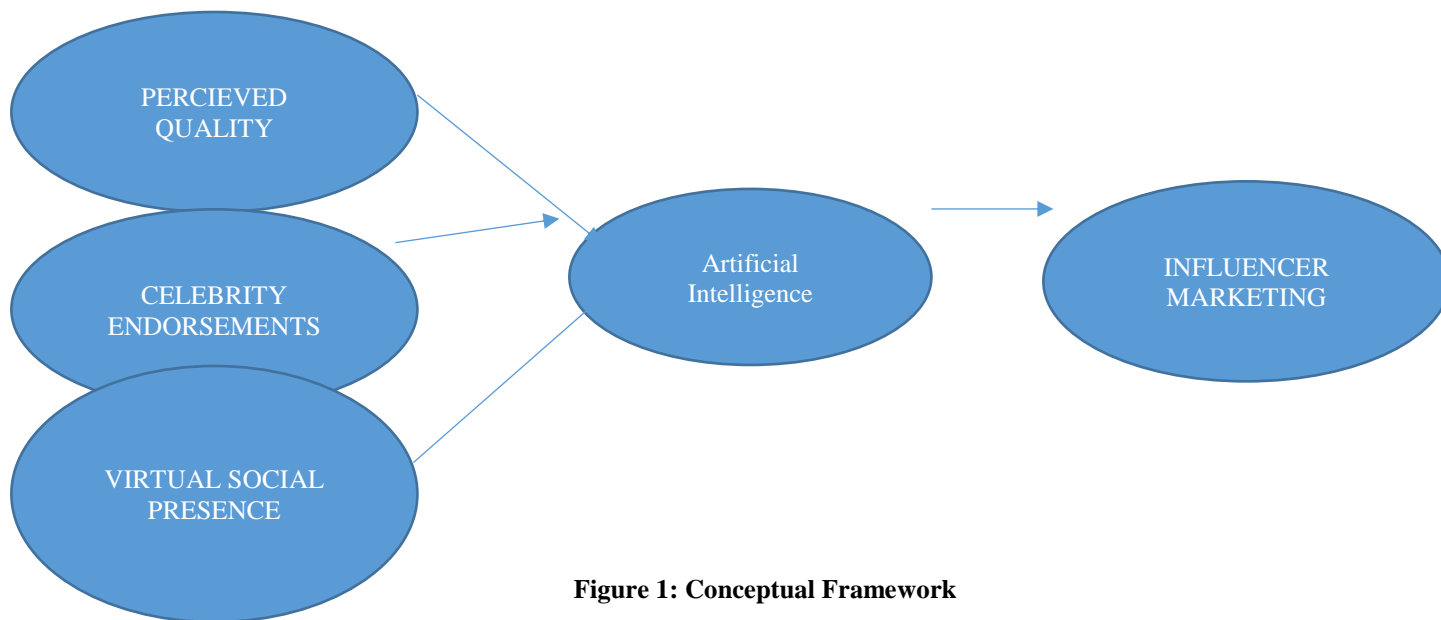 PERCIEVED
QUALITY
CELEBRITY
ENDORSEMENTS
VIRTUAL SOCIAL
PRESENCE
Artificial
Intelligence
INFLUENCER
MARKETING
Figure 1: Conceptual Framework